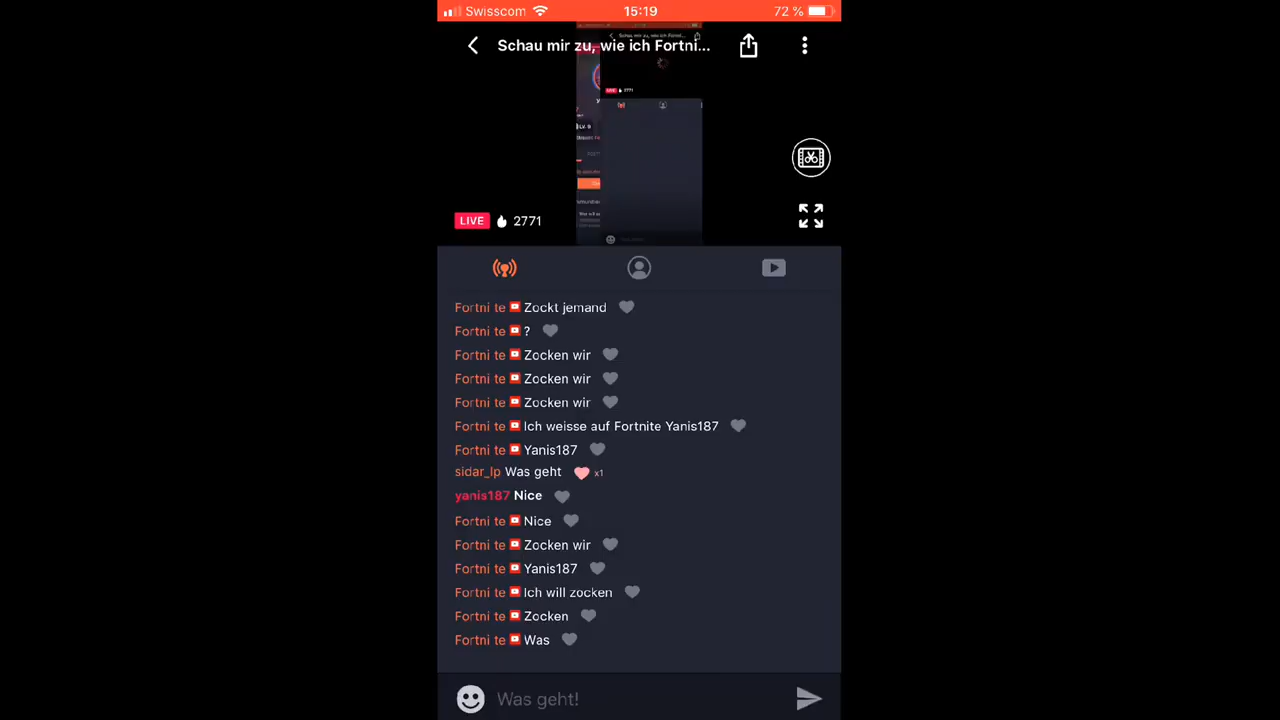 Swisscom 15:19 72 %
Schau mir zu, wie ich Fortni...
LIVE 2771
LIVE 2771
Fortni te Zockt jemand
Fortni te ?
Fortni te Zocken wir
Fortni te Zocken wir
Fortni te Zocken wir
Fortni te Ich weisse auf Fortnite Yanis187
Fortni te Yanis187
sidar_lp Was geht x1
yanis187 Nice
Fortni te Nice
Fortni te Zocken wir
Fortni te Yanis187
Fortni te Ich will zocken
Fortni te Zocken
Fortni te Was
Was geht!